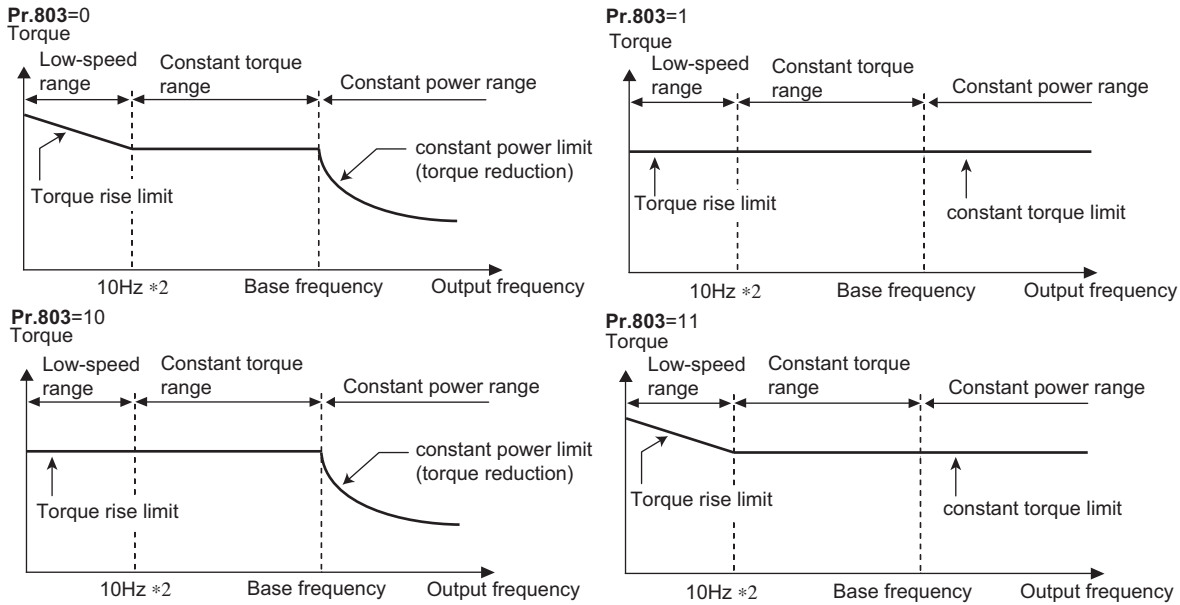 Pr.803=0
Torque
Low-speed
range
Constant torque
range
Constant power range
constant power limit
(torque reduction)
Torque rise limit
10Hz *2
Base frequency
Output frequency
Pr.803=1
Torque
Low-speed
range
Constant torque
range
Constant power range
Torque rise limit
constant torque limit
10Hz *2
Base frequency
Output frequency
Pr.803=10
Torque
Low-speed
range
Constant torque
range
Constant power range
constant power limit
(torque reduction)
Torque rise limit
10Hz *2
Base frequency
Output frequency
Pr.803=11
Torque
Low-speed
range
Constant torque
range
Constant power range
Torque rise limit
constant torque limit
10Hz *2
Base frequency
Output frequency